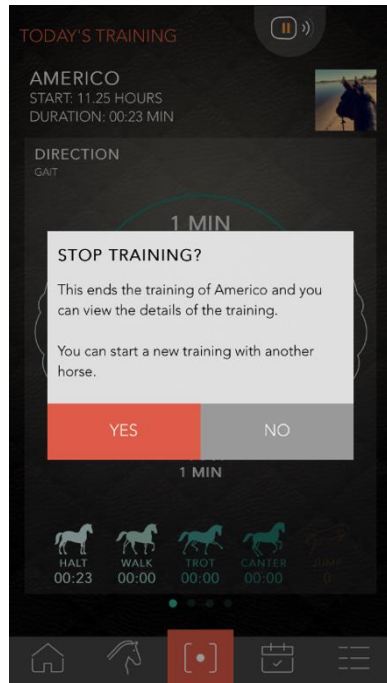 TODAY'S TRAINING
AMERICO
START: 11.25 HOURS
DURATION: 00:23 MIN
DIRECTION
GAIT
1 MIN
STOP TRAINING?
This ends the training of Americo and you
can view the details of the training.
You can start a new training with another
horse.
YES NO
1 MIN
HALT WALK TROT CANTER JUMP
00:23 00:00 00:00 00:00 0